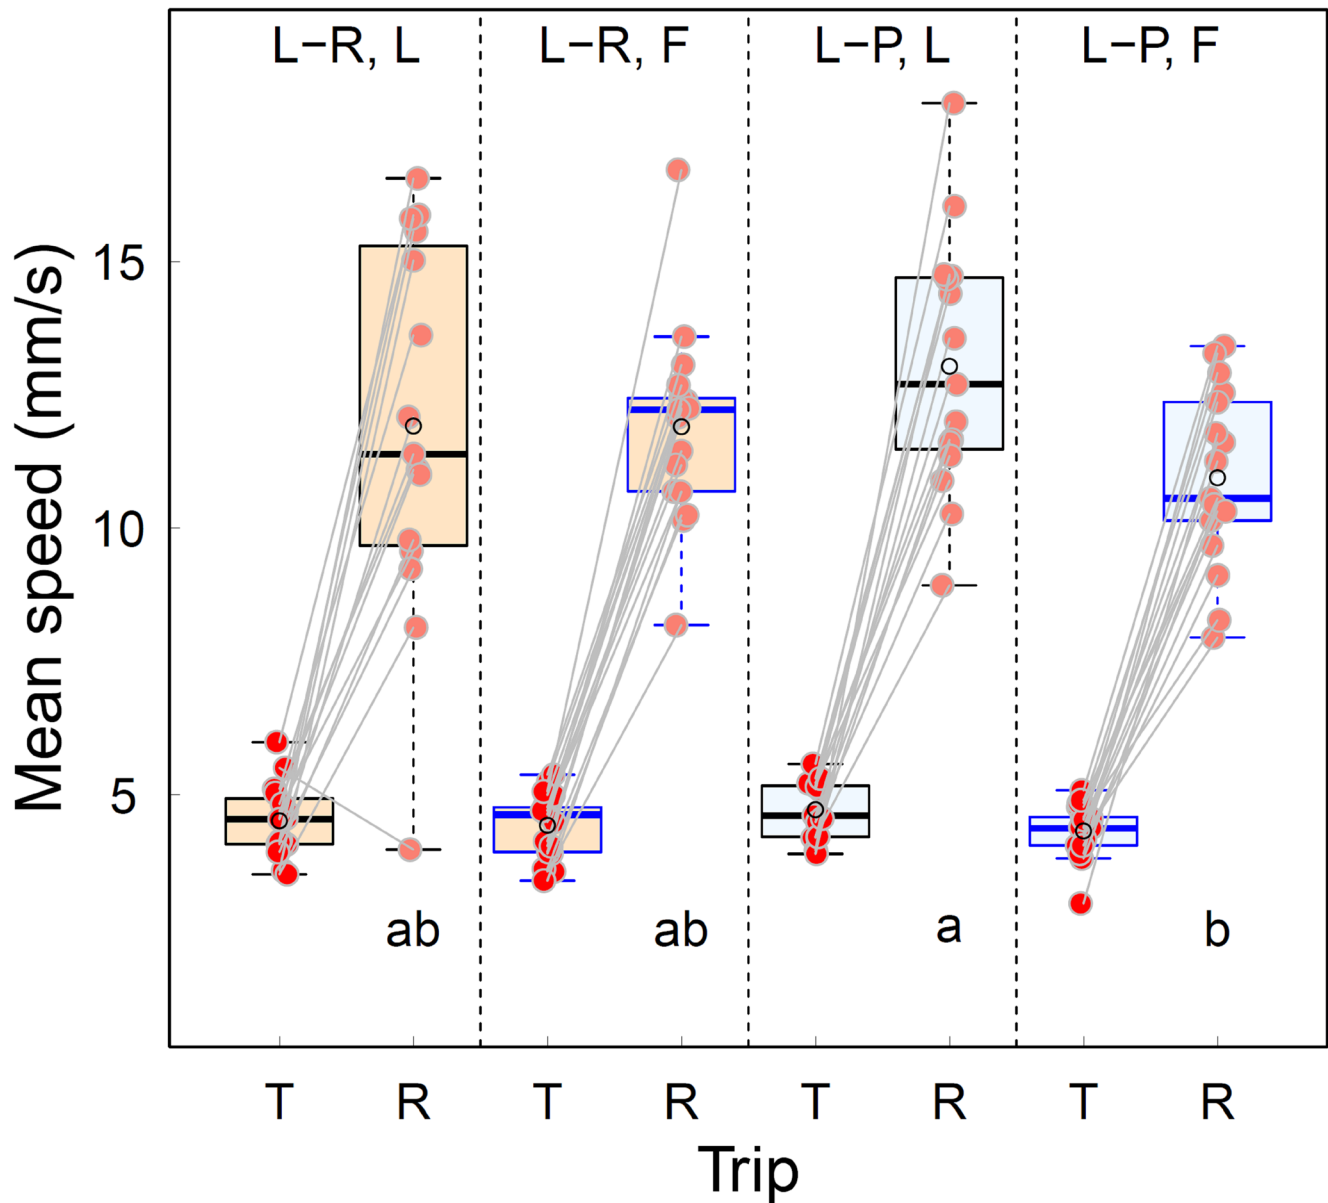 L−R, L L−R, F L−P, L L−P, F
Mean speed (mm/s)
15
10
5
ab ab a b
T R T R T R T R
Trip